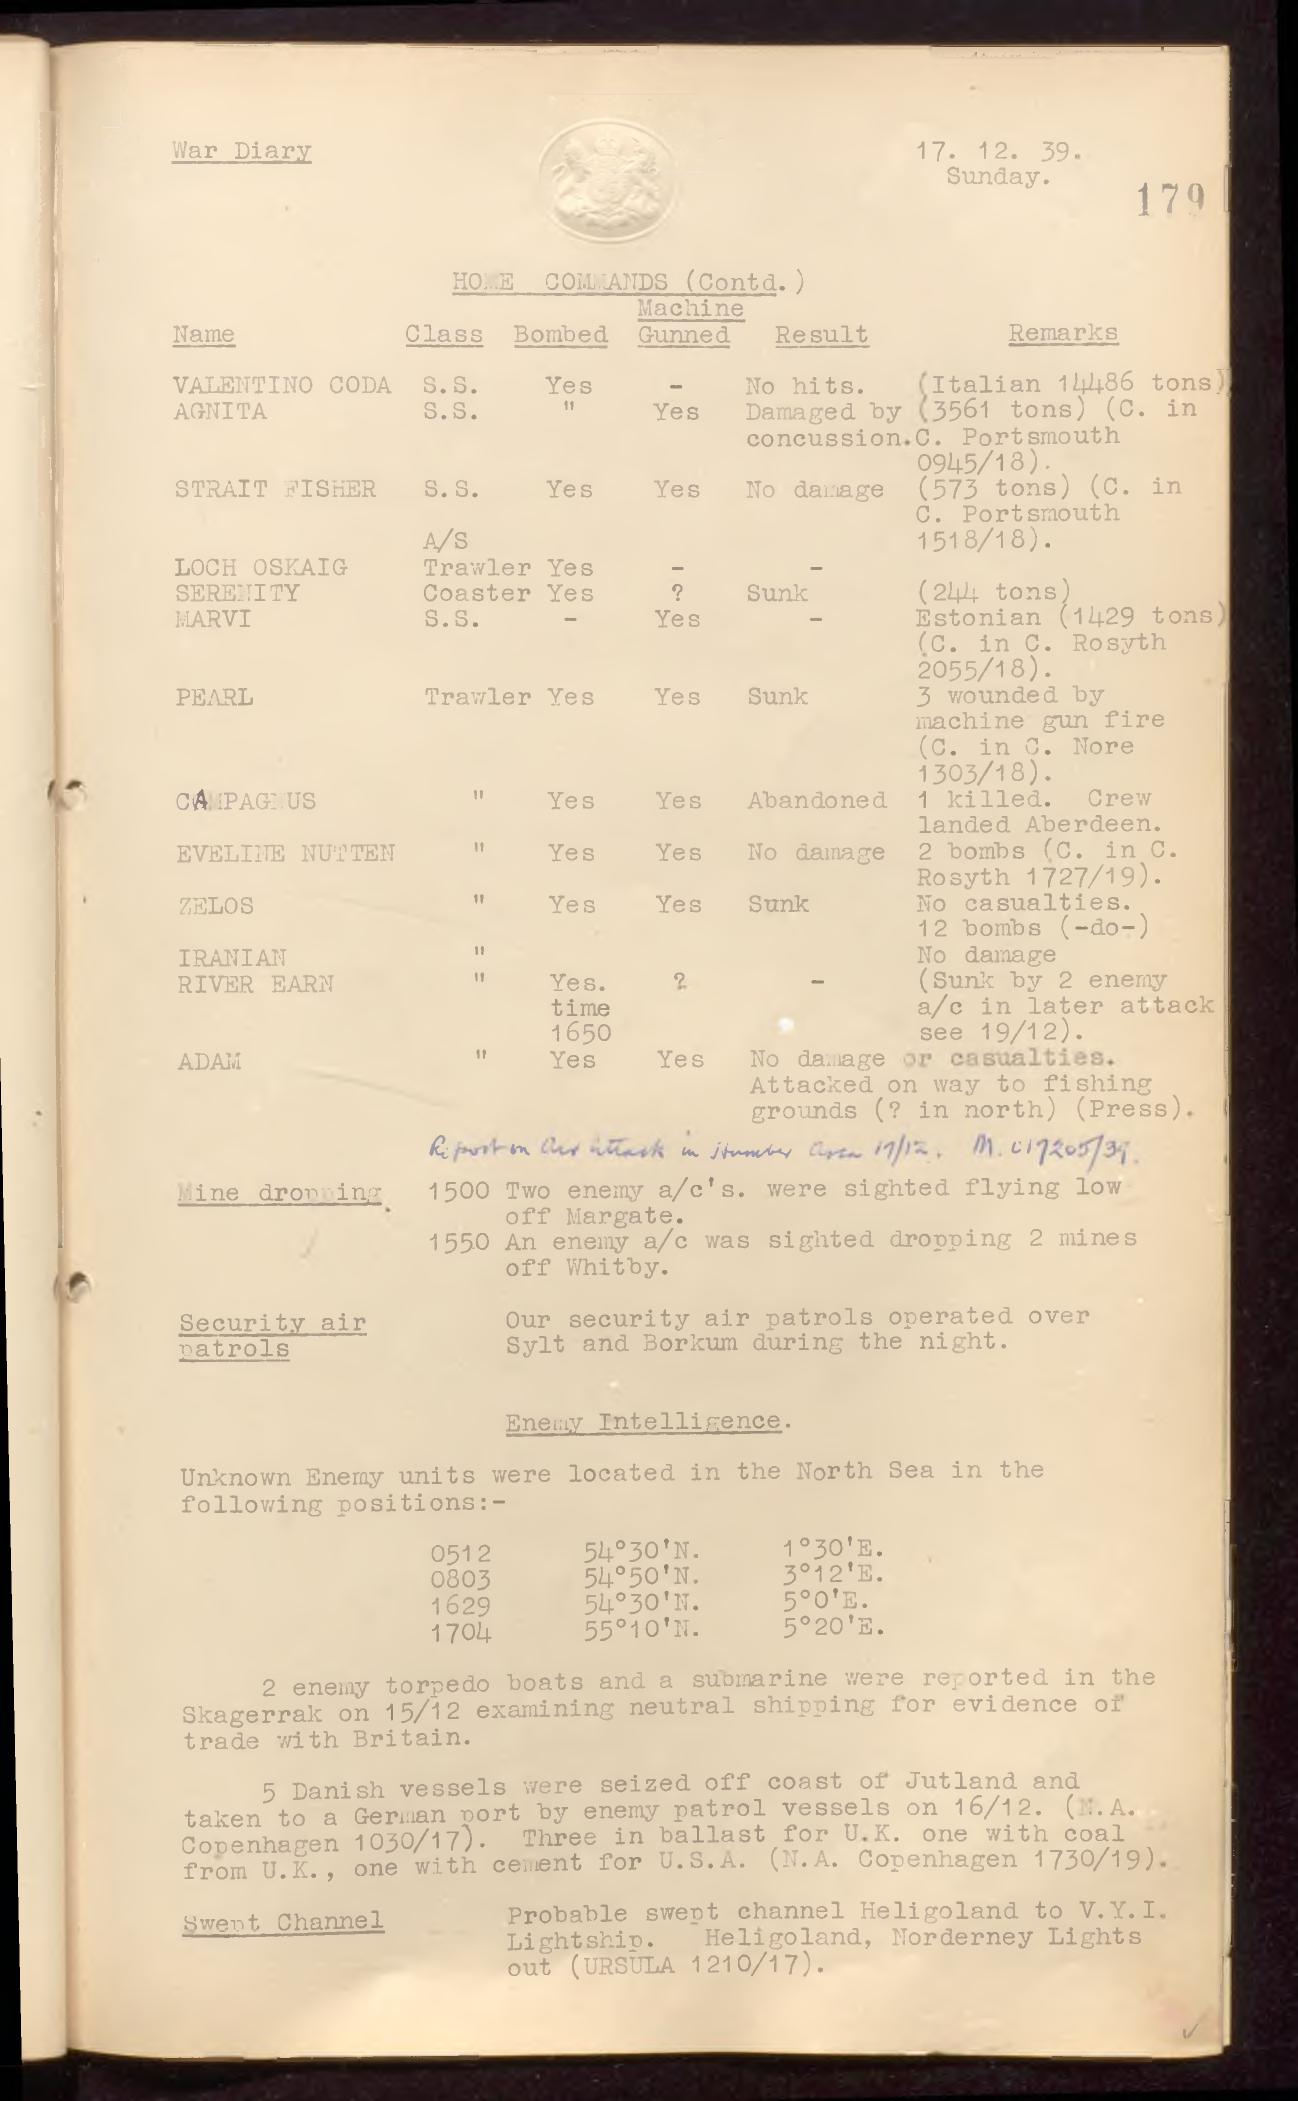 War Diary 17. 12. 39.
Sunday.
179
HOME COMMANDS (Contd.)
Machine
Name Class Bombed Gunned Result Remarks
VALENTINO CODA S.S. Yes - No hits. (Italian 14486 tons)
AGNITA S.S. " Yes Damaged by (3561 tons) (C. in
concussion.C. Portsmouth
0945/18).
STRAIT FISHER S.S. Yes Yes No damage (573 tons) (C. in
C. Portsmouth
A/S 1518/18).
LOCH OSKAIG Trawler Yes - -
SERENITY Coaster Yes ? Sunk (244 tons)
MARVI S.S. - Yes - Estonian (1429 tons)
(C. in C. Rosyth
2055/18).
PEARL Trawler Yes Yes Sunk 3 wounded by
machine gun fire
(C. in C. Nore
1303/18).
CAMPAGNUS " Yes Yes Abandoned 1 killed. Crew
landed Aberdeen.
EVELINE NUTTEN " Yes Yes No damage 2 bombs (C. in C.
Rosyth 1727/19).
ZELOS " Yes Yes Sunk No casualties.
12 bombs (-do-)
IRANIAN " No damage
RIVER EARN " Yes. ? - (Sunk by 2 enemy
time a/c in later attack
1650 see 19/12).
ADAM " Yes Yes No damage or casualties.
Attacked on way to fishing
grounds (? in north) (Press).
Report on Air attack in Humber Area 17/12. M. 017205/39.
Mine dropping. 1500 Two enemy a/c's. were sighted flying low
off Margate.
1550 An enemy a/c was sighted dropping 2 mines
off Whitby.
Security air Our security air patrols operated over
patrols Sylt and Borkum during the night.
Enemy Intelligence.
Unknown Enemy units were located in the North Sea in the
following positions:-
0512 54°30'N. 1°30'E.
0803 54°50'N. 3°12'E.
1629 54°30'N. 5°0'E.
1704 55°10'N. 5°20'E.
2 enemy torpedo boats and a submarine were reported in the
Skagerrak on 15/12 examining neutral shipping for evidence of
trade with Britain.
5 Danish vessels were seized off coast of Jutland and
taken to a German port by enemy patrol vessels on 16/12. (N.A.
Copenhagen 1030/17). Three in ballast for U.K. one with coal
from U.K., one with cement for U.S.A. (N.A. Copenhagen 1730/19).
Swept Channel Probable swept channel Heligoland to V.Y.I.
Lightship. Heligoland, Norderney Lights
out (URSULA 1210/17).